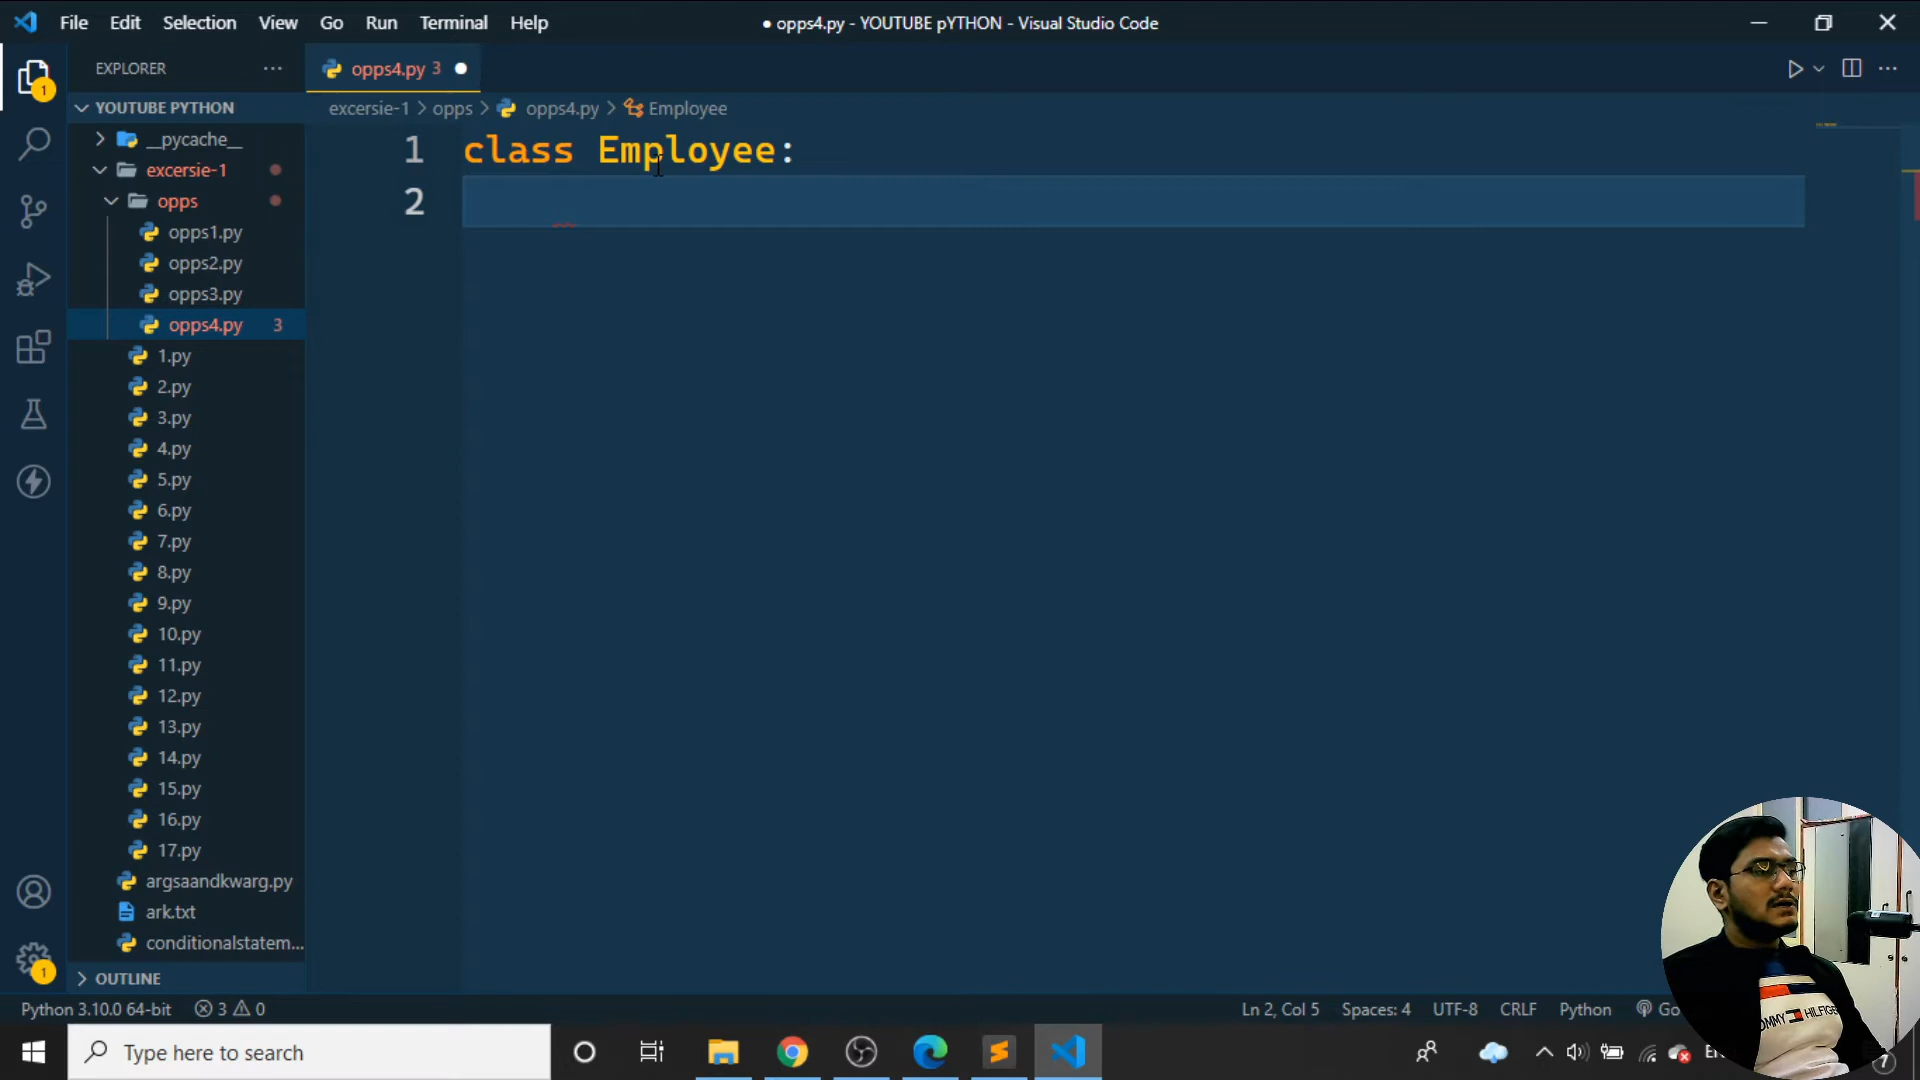 File Edit Selection View Go Run Terminal Help
● opps4.py - YOUTUBE pYTHON - Visual Studio Code
EXPLORER
opps4.py 3
1
YOUTUBE PYTHON
excersie-1 > opps > opps4.py > Employee
__pycache__
1 class Employee:
excersie-1
2
opps
opps1.py
opps2.py
opps3.py
opps4.py 3
1.py
2.py
3.py
4.py
5.py
6.py
7.py
8.py
9.py
10.py
11.py
12.py
13.py
14.py
15.py
16.py
17.py
argsaandkwarg.py
ark.txt
conditionalstatem...
1
OUTLINE
Python 3.10.0 64-bit 3 0
Ln 2, Col 5 Spaces: 4 UTF-8 CRLF Python Go
Type here to search